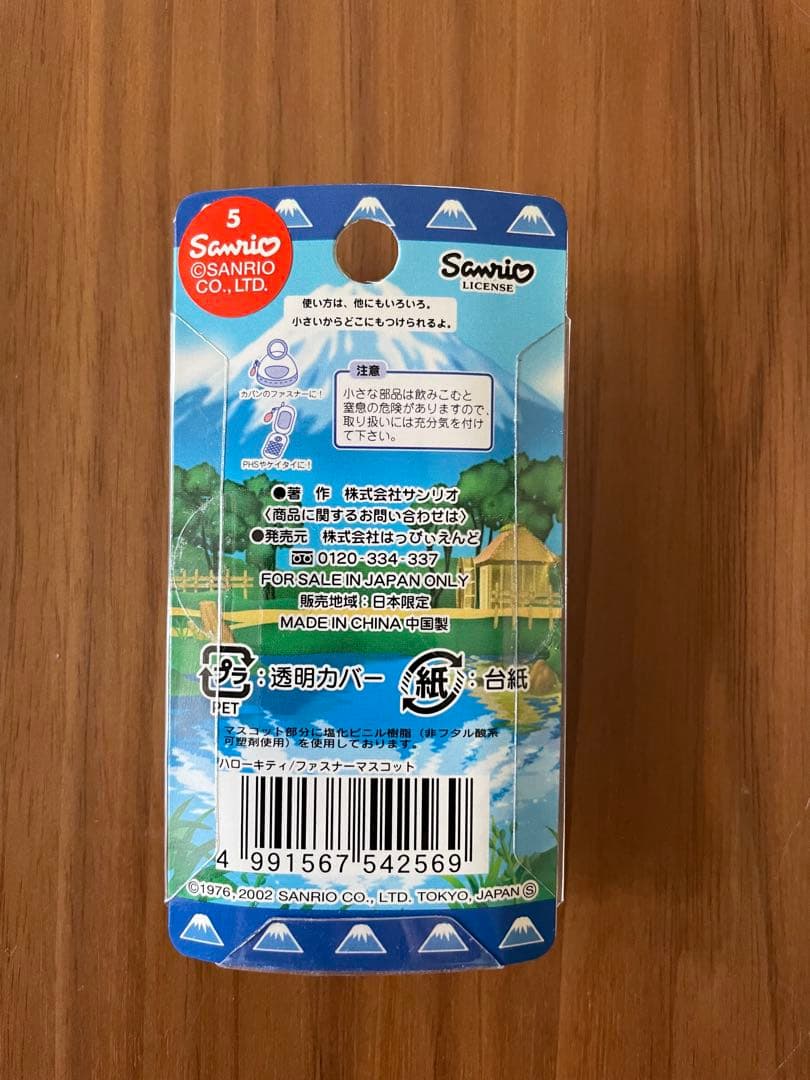 5
Sanrio
©SANRIO
CO., LTD.
Sanrio
LICENSE
使い方は、他にもいろいろ。
小さいからどこにもつけられるよ。
カバンのファスナーに！
PHSやケイタイに！
注意
小さな部品は飲みこむと
窒息の危険がありますので、
取り扱いには充分気を付け
て下さい。
●著 作 株式会社サンリオ
〈商品に関するお問い合わせは〉
●発売元 株式会社はっぴぃえんど
0120-334-337
FOR SALE IN JAPAN ONLY
販売地域：日本限定
MADE IN CHINA 中国製
プラ：透明カバー 紙：台紙
PET
マスコット部分に塩化ビニル樹脂（非フタル酸系
可塑剤使用）を使用しております。
ハローキティ/ファスナーマスコット
4 991567 542569
©1976, 2002 SANRIO CO., LTD. TOKYO, JAPAN Ⓢ